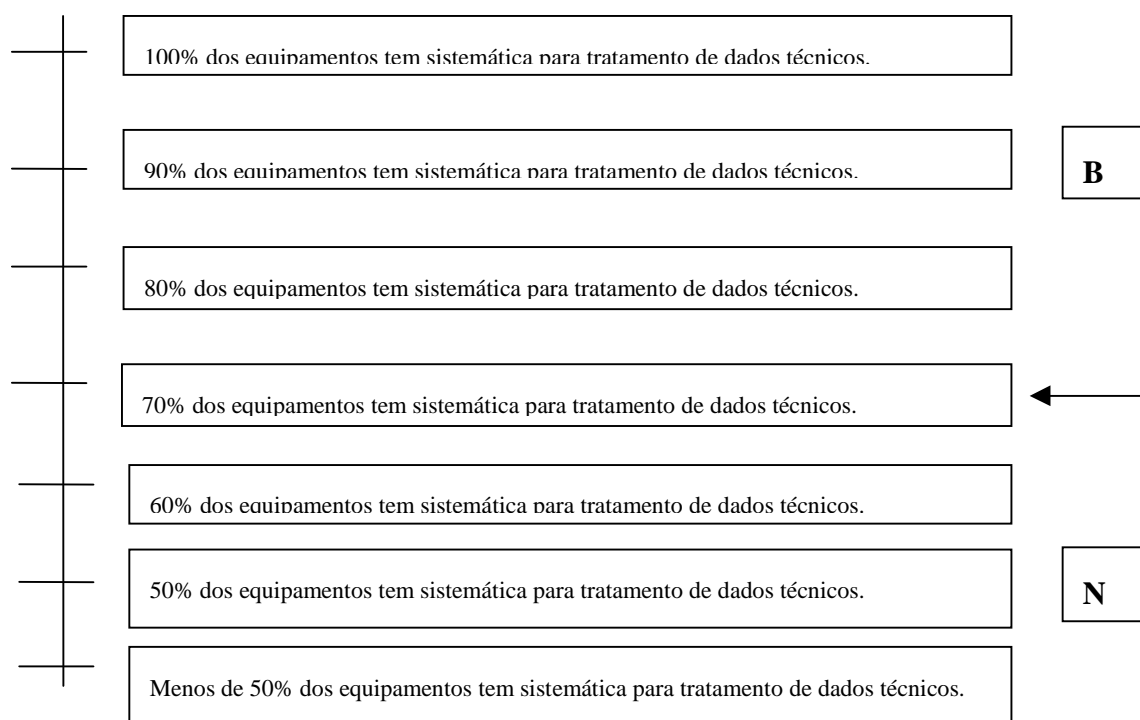 100% dos equipamentos tem sistemática para tratamento de dados técnicos.
90% dos equipamentos tem sistemática para tratamento de dados técnicos.
B
80% dos equipamentos tem sistemática para tratamento de dados técnicos.
70% dos equipamentos tem sistemática para tratamento de dados técnicos.
60% dos equipamentos tem sistemática para tratamento de dados técnicos.
50% dos equipamentos tem sistemática para tratamento de dados técnicos.
N
Menos de 50% dos equipamentos tem sistemática para tratamento de dados técnicos.